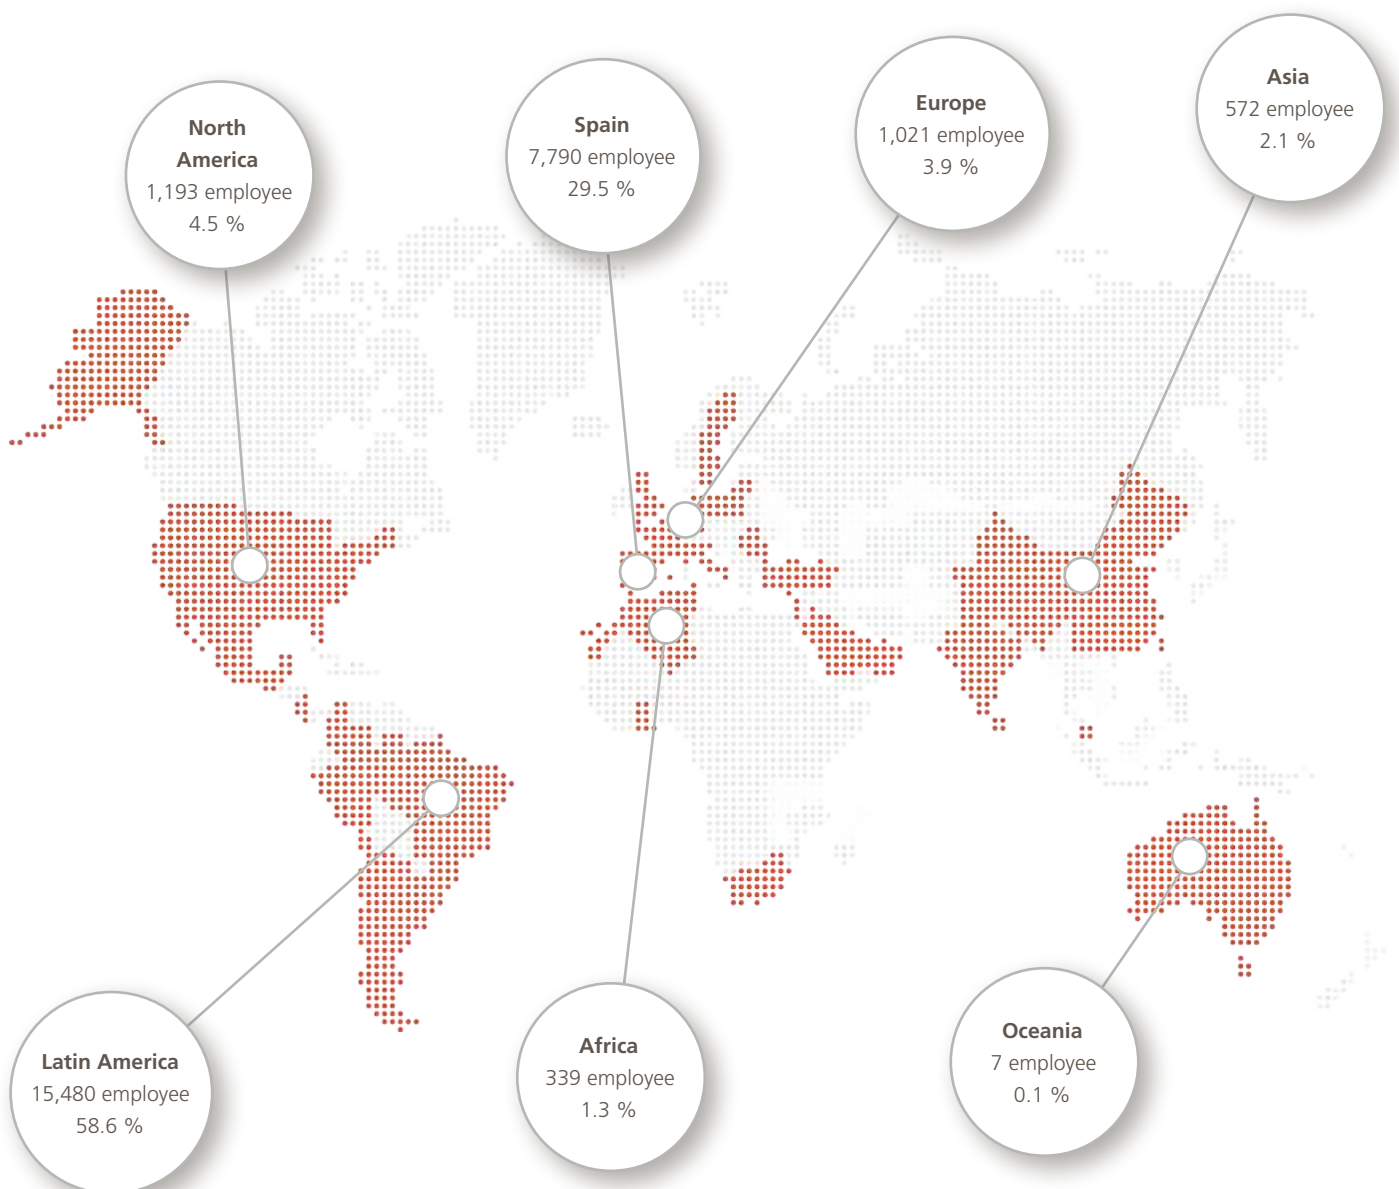 North
America
1,193 employee
4.5 %
Spain
7,790 employee
29.5 %
Europe
1,021 employee
3.9 %
Asia
572 employee
2.1 %
Latin America
15,480 employee
58.6 %
Africa
339 employee
1.3 %
Oceania
7 employee
0.1 %